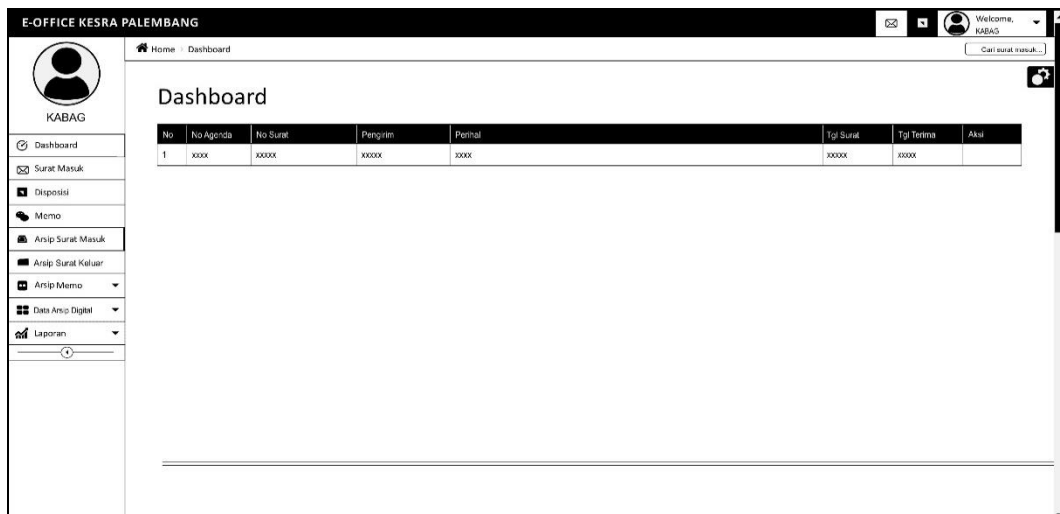 E-OFFICE KESRA PALEMBANG
Welcome,
KABAG
Home Dashboard
Cari surat masuk...
KABAG
Dashboard
Surat Masuk
Disposisi
Memo
Arsip Surat Masuk
Arsip Surat Keluar
Arsip Memo
Data Arsip Digital
Laporan
Dashboard
No No Agenda No Surat Pengirim Perihal Tgl Surat Tgl Terima Aksi
1 xxxx xxxxx xxxxx xxxx xxxxx xxxxx